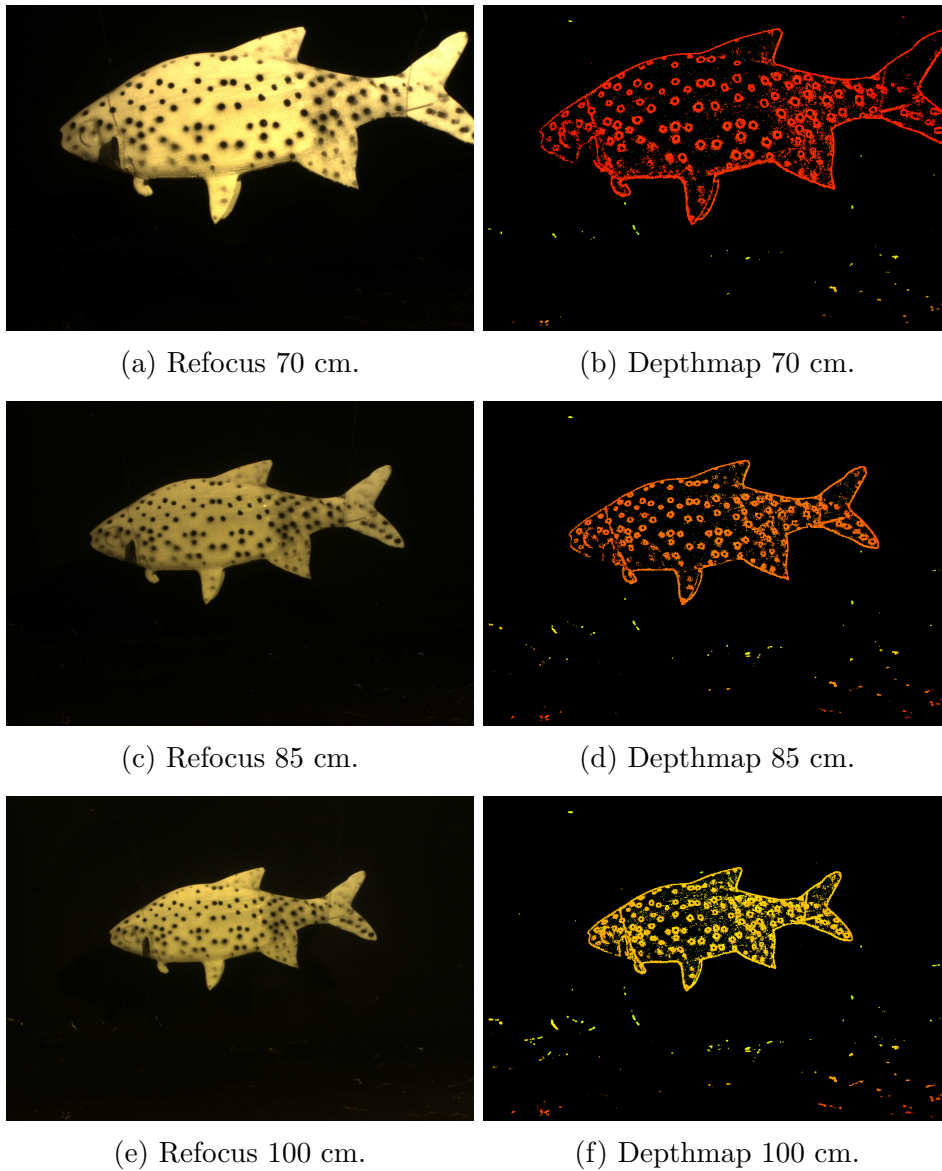 (a) Refocus 70 cm.
(b) Depthmap 70 cm.
(c) Refocus 85 cm.
(d) Depthmap 85 cm.
(e) Refocus 100 cm.
(f) Depthmap 100 cm.